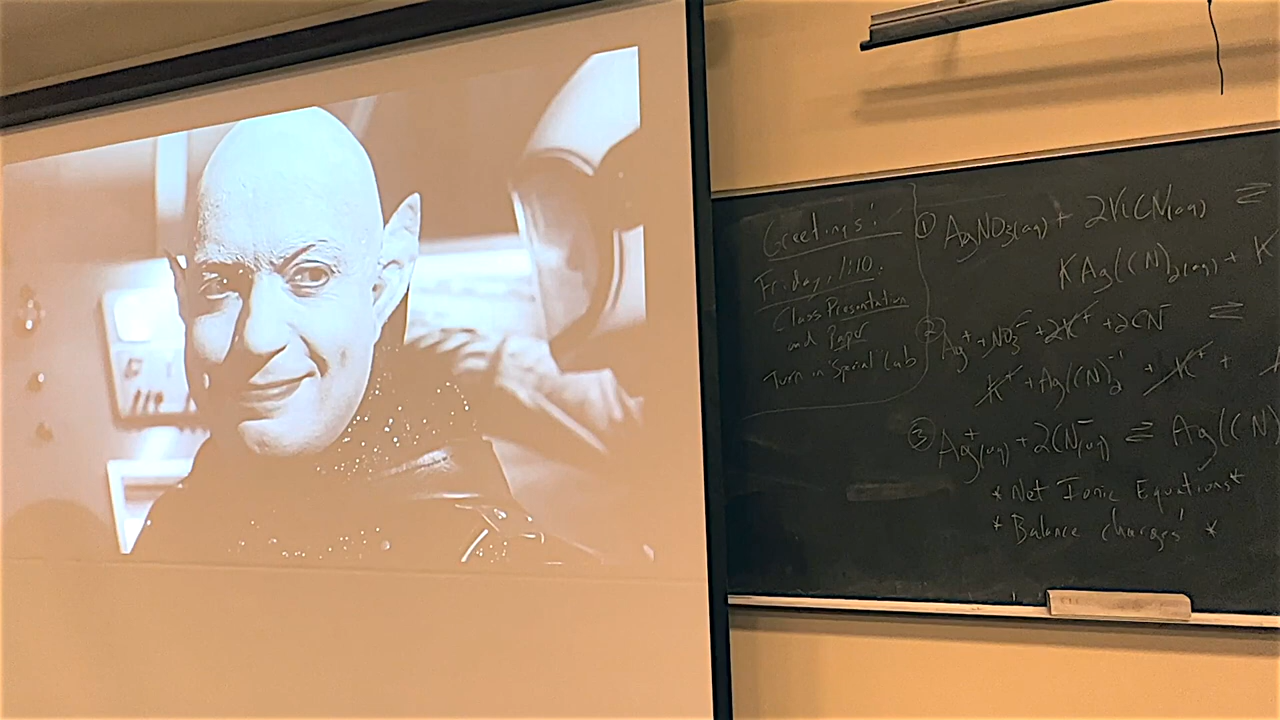 Greetings!
Friday, 1:10.
Class Presentation
and Paper
Turn in Special Lab
① AgNO₃(aq) + 2KCN(aq) ⇌
KAg(CN)₂(aq) + K
② Ag⁺ + NO₃⁻ + 2K⁺ + 2CN⁻ ⇌
K⁺ + Ag(CN)₂⁻¹ + K⁺ +
③ Ag⁺(aq) + 2CN⁻(aq) ⇌ Ag(CN)
* Net Ionic Equations *
* Balance charges! *